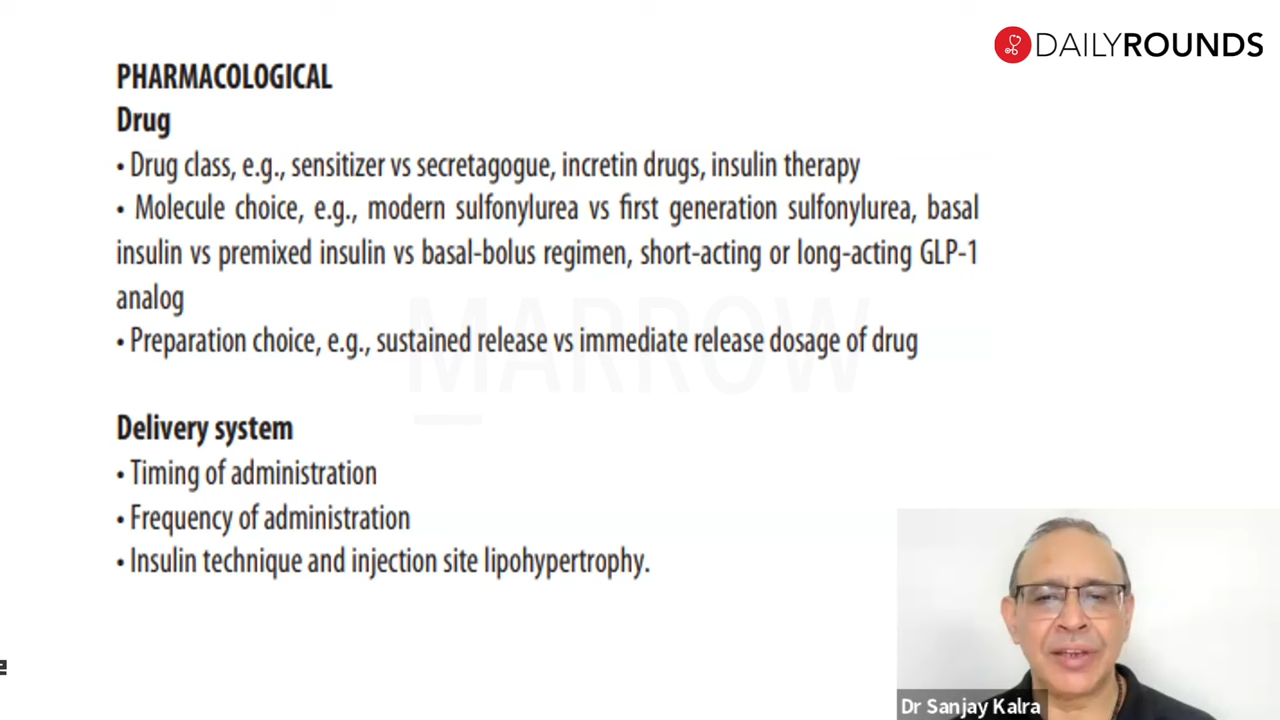 DAILYROUNDS
PHARMACOLOGICAL
Drug
• Drug class, e.g., sensitizer vs secretagogue, incretin drugs, insulin therapy
• Molecule choice, e.g., modern sulfonylurea vs first generation sulfonylurea, basal
insulin vs premixed insulin vs basal-bolus regimen, short-acting or long-acting GLP-1
analog
• Preparation choice, e.g., sustained release vs immediate release dosage of drug
MARROW
Delivery system
• Timing of administration
• Frequency of administration
• Insulin technique and injection site lipohypertrophy.
Dr Sanjay Kalra